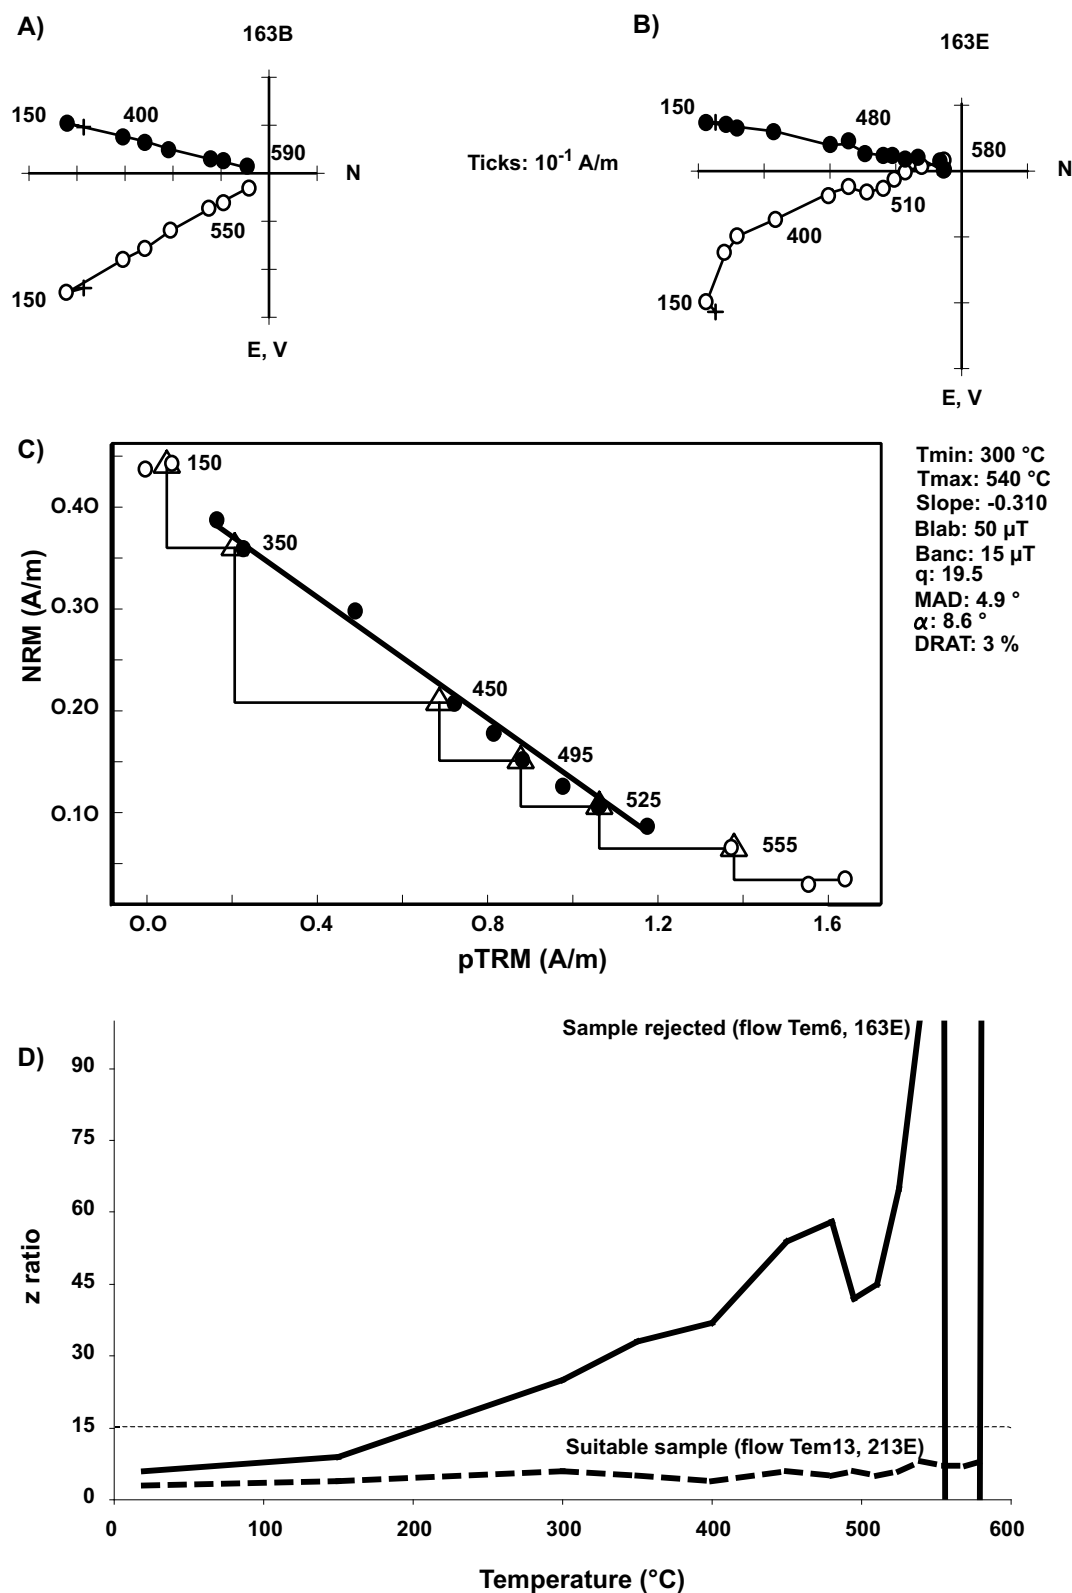 A)
163B
150
400
590
N
550
150
E, V
Ticks: 10⁻¹ A/m
B)
163E
150
480
580
N
510
400
150
E, V
C)
NRM (A/m)
O.4O
O.3O
O.2O
O.1O
150
350
450
495
525
555
O.O
O.4
O.8
1.2
1.6
pTRM (A/m)
Tmin: 300 °C
Tmax: 540 °C
Slope: -0.310
Blab: 50 µT
Banc: 15 µT
q: 19.5
MAD: 4.9 °
α: 8.6 °
DRAT: 3 %
D)
Sample rejected (flow Tem6, 163E)
z ratio
90
75
60
45
30
15
0
Suitable sample (flow Tem13, 213E)
0
100
200
300
400
500
600
Temperature (°C)